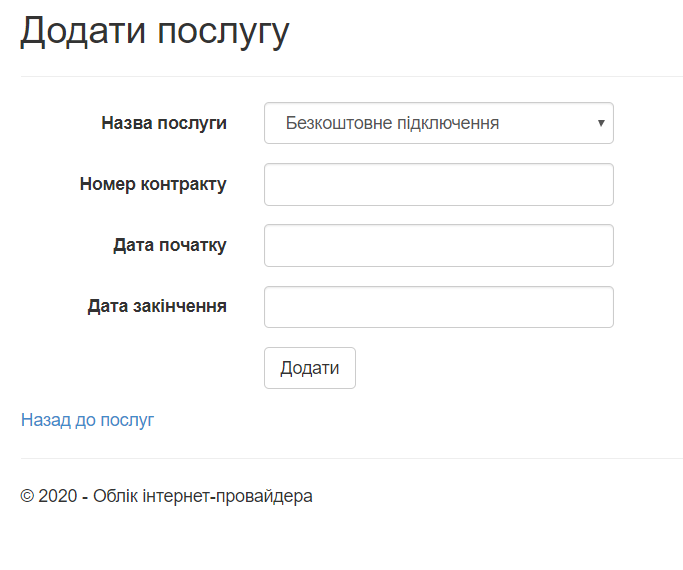 Додати послугу
Назва послуги
Безкоштовне підключення
Номер контракту
Дата початку
Дата закінчення
Додати
Назад до послуг
© 2020 - Облік інтернет-провайдера